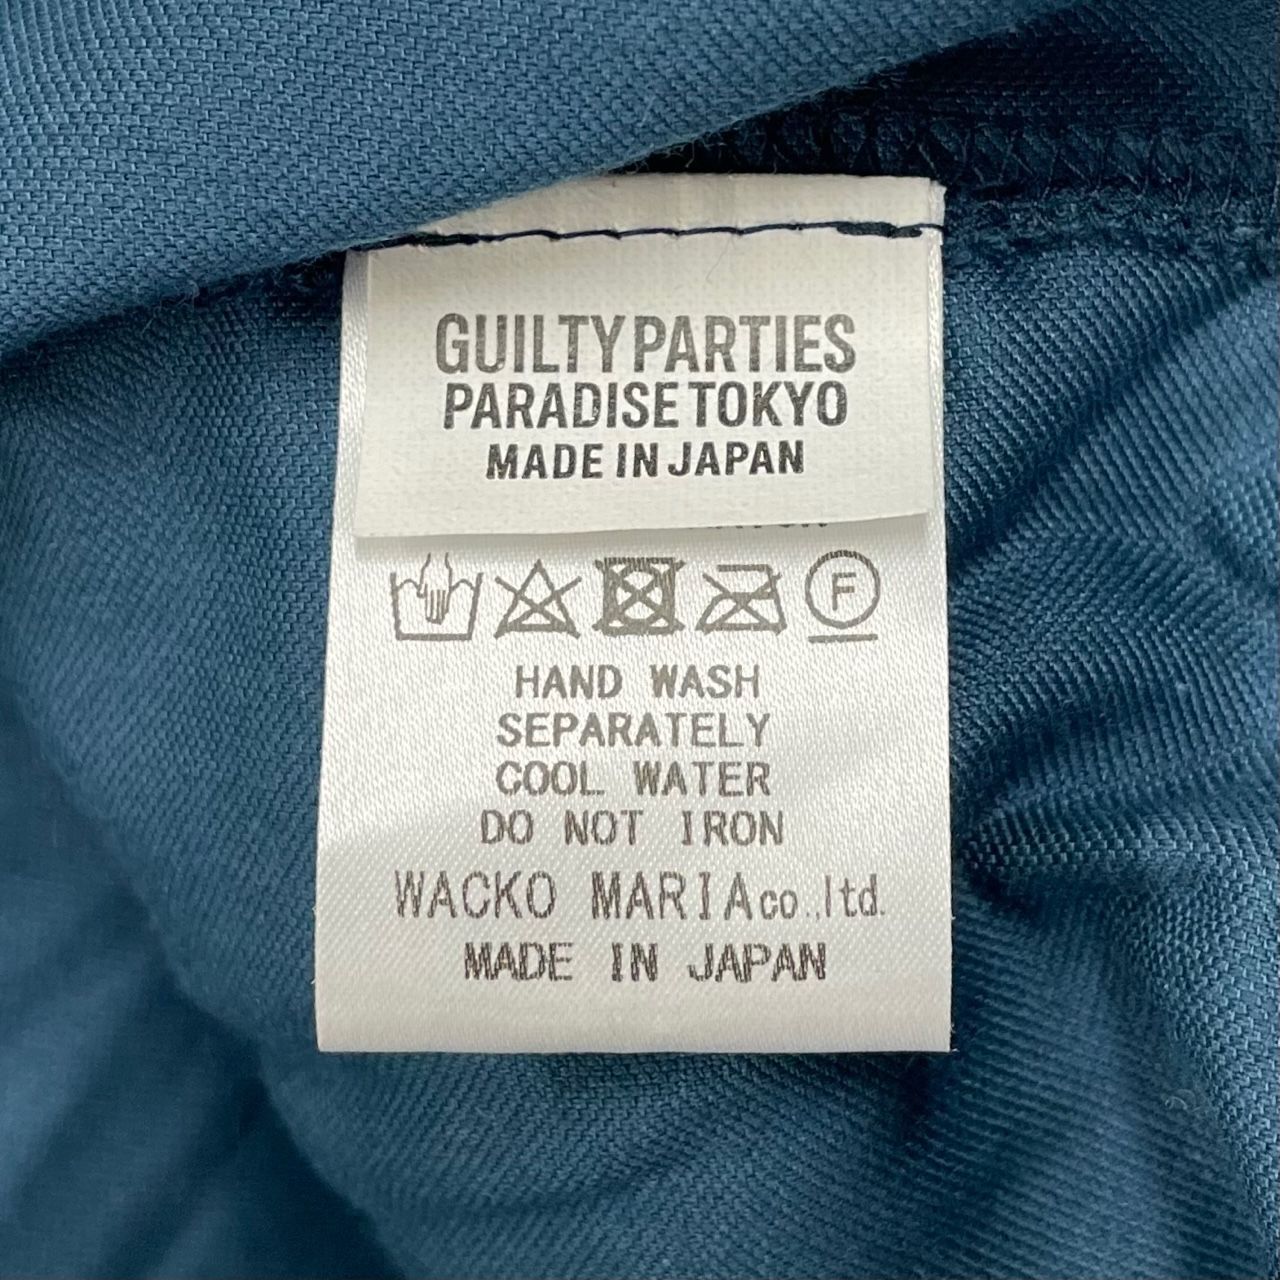 GUILTY PARTIES
PARADISE TOKYO
MADE IN JAPAN
F
HAND WASH
SEPARATELY
COOL WATER
DO NOT IRON
WACKO MARIA co.,ltd.
MADE IN JAPAN